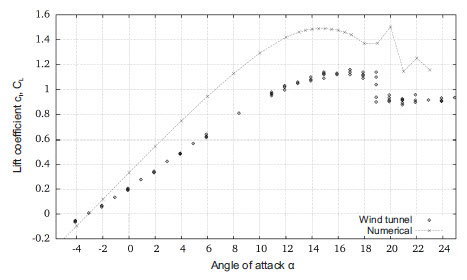 1.6
1.4
1.2
1
0.8
0.6
0.4
0.2
0
-0.2
Lift coefficient cₗ, C_L
Wind tunnel
Numerical
-4 -2 0 2 4 6 8 10 12 14 16 18 20 22 24
Angle of attack α